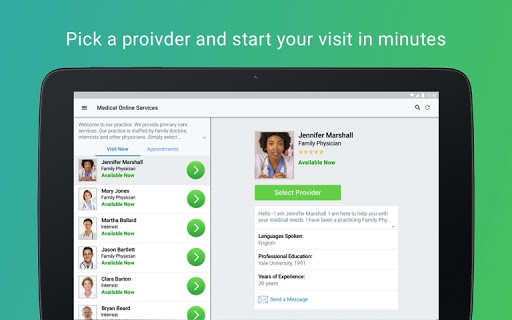 Pick a proivder and start your visit in minutes
Medical Online Services
Welcome to our practice. We provide primary care
services. Our practice is staffed by family doctors,
internists and other physicians. Simply select ...
Visit Now
Appointments
Jennifer Marshall
Family Physician
Available Now
Mary Jones
Family Physician
Available Now
Martha Ballard
Internist
Available Now
Jason Bartlett
Family Physician
Available Now
Clara Barton
Internist
Available Now
Bryan Beard
Family Physician
Jennifer Marshall
Family Physician
Available Now
Select Provider
Hello - I am Jennifer Marshall. I am here to help you with
your medical needs. I have been a practicing Family Phy...
Languages Spoken:
English
Professional Education:
Yale University, 1991
Years of Experience:
20 years
Send a Message